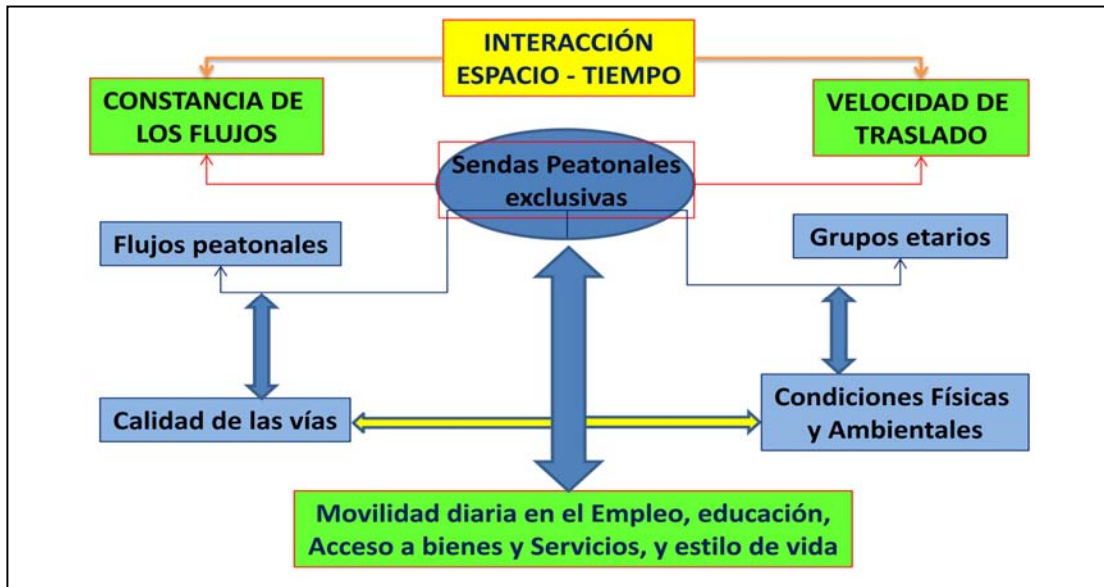 INTERACCIÓN
ESPACIO - TIEMPO
CONSTANCIA DE
LOS FLUJOS
VELOCIDAD DE
TRASLADO
Sendas Peatonales
exclusivas
Flujos peatonales
Grupos etarios
Calidad de las vías
Condiciones Físicas
y Ambientales
Movilidad diaria en el Empleo, educación,
Acceso a bienes y Servicios, y estilo de vida